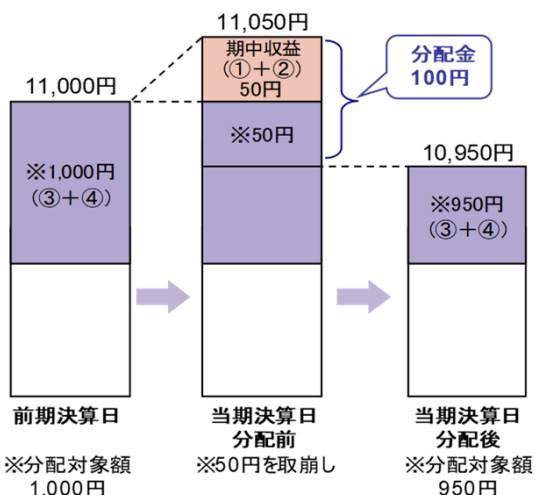 11,050円
期中収益
(①+②)
50円
分配金
100円
11,000円
※50円
10,950円
※1,000円
(③+④)
※950円
(③+④)
前期決算日
当期決算日
分配前
当期決算日
分配後
※分配対象額
1,000円
※50円を取崩し
※分配対象額
950円